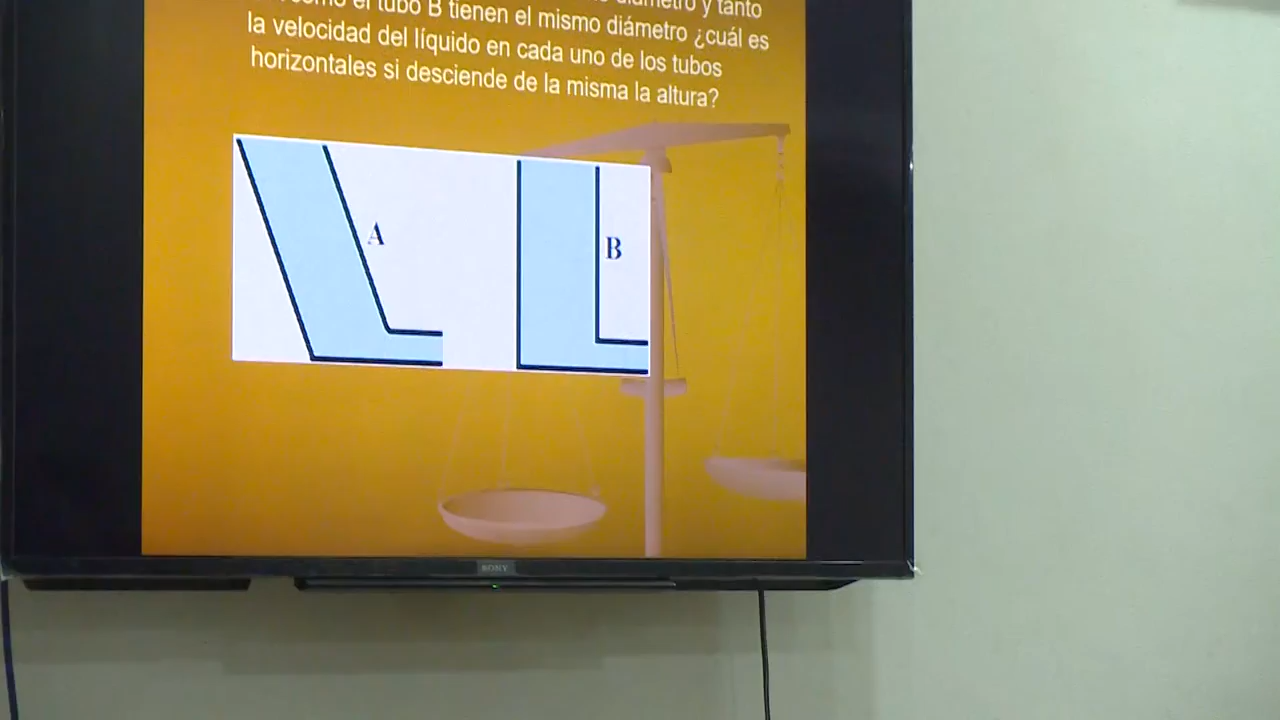 diámetro y tanto
como el tubo B tienen el mismo diámetro ¿cuál es
la velocidad del líquido en cada uno de los tubos
horizontales si desciende de la misma la altura?
A
B
SONY